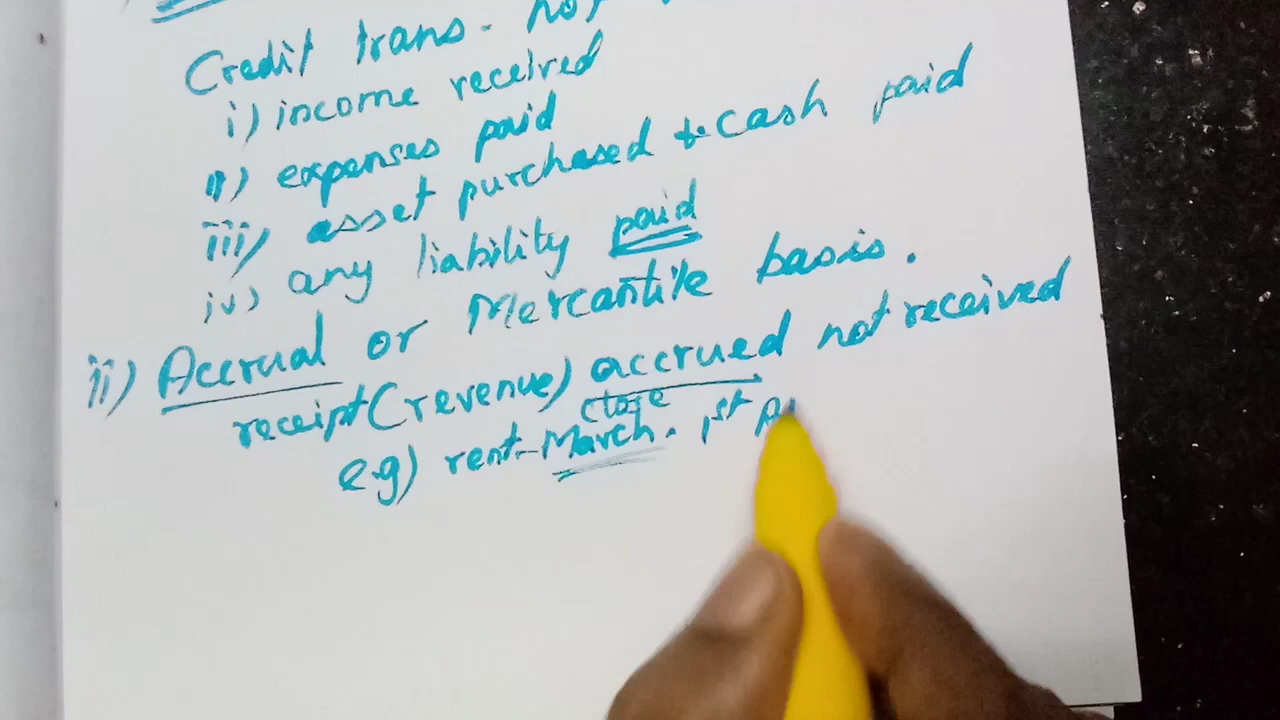 Credit trans. not
i) income received
ii) expenses paid
iii) asset purchased & cash paid
iv) any liability paid
ii) Accrual or Mercantile basis.
receipt (revenue) accrued not received
close
e.g) rent - March. 1st Ap